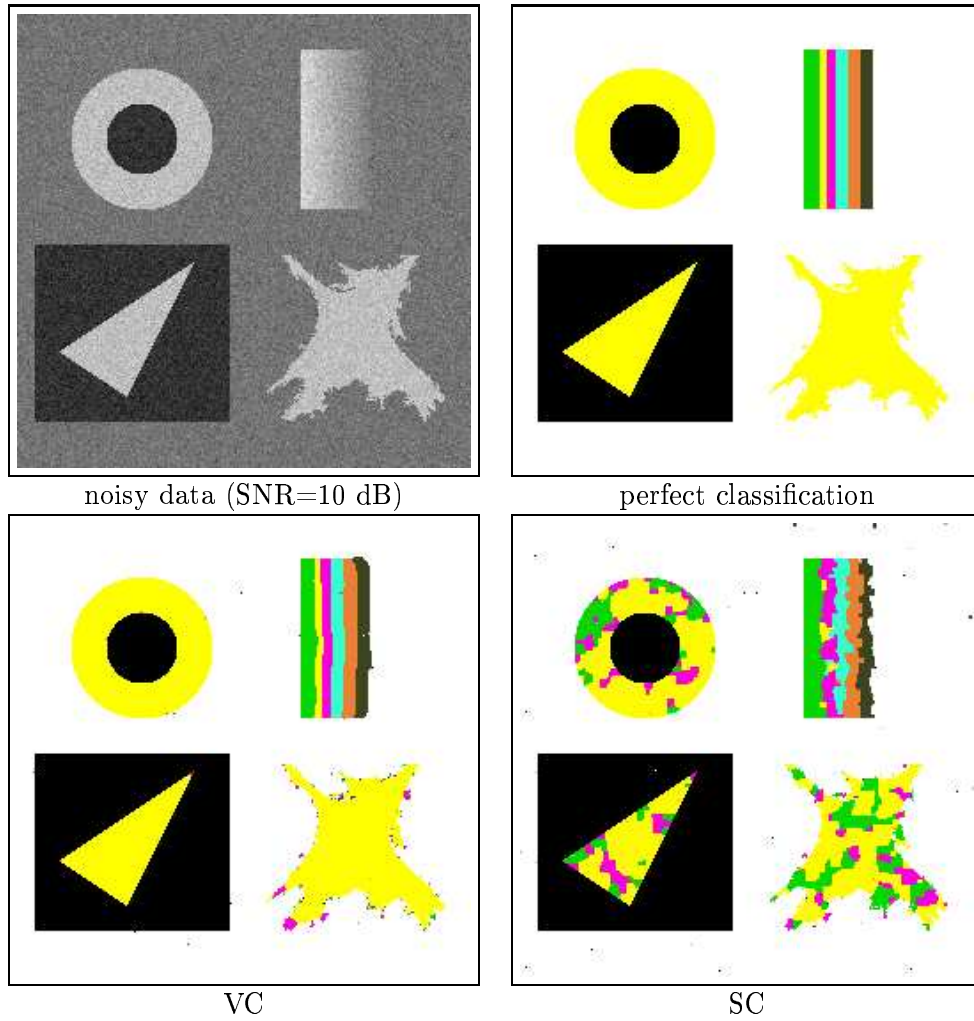 noisy data (SNR=10 dB)
perfect classification
VC
SC